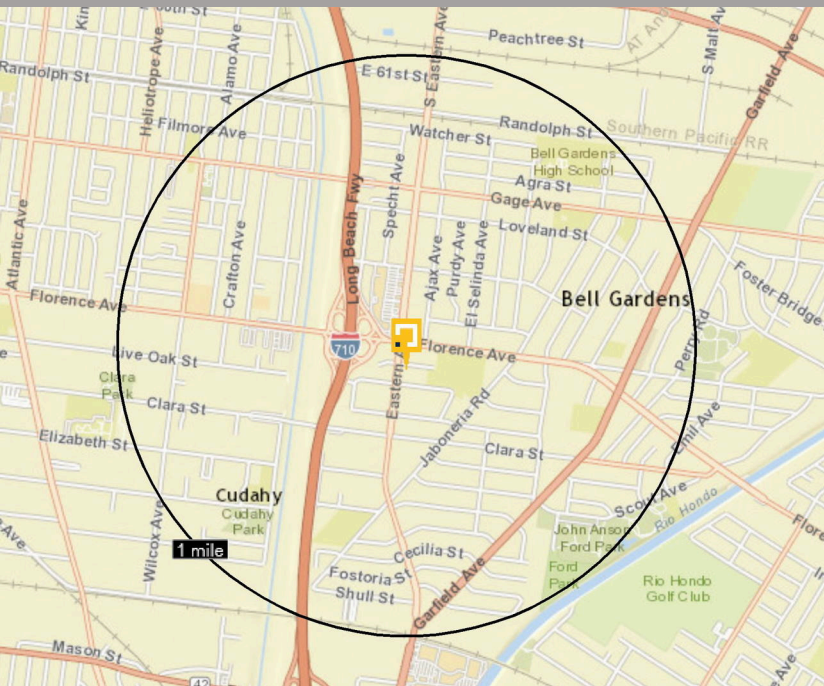 Peachtree St
S Eastern Ave
S Malt Av
Garfield Ave
Randolph St
Heliotrope Ave
Alamo Ave
E 61st St
Filmore Ave
Watcher St
Randolph St
Southern Pacific RR
Bell Gardens
High School
Agra St
Gage Ave
Specht Ave
Long Beach Fwy
Loveland St
Atlantic Ave
Crafton Ave
Ajax Ave
Purdy Ave
El Selinda Ave
Foster Bridge
Florence Ave
Bell Gardens
Perry Rd
710
Florence Ave
Live Oak St
Clara
Park
Clara St
Eastern A
Jaboneria Rd
Emil Ave
Elizabeth St
Clara St
Cudahy
Cudahy
Park
Scout Ave
Rio Hondo
Wilcox Ave
1 mile
John Anson
Ford Park
Ford
Park
Cecilia St
Fostoria St
Shull St
Garfield Ave
Rio Hondo
Golf Club
Mason St
42